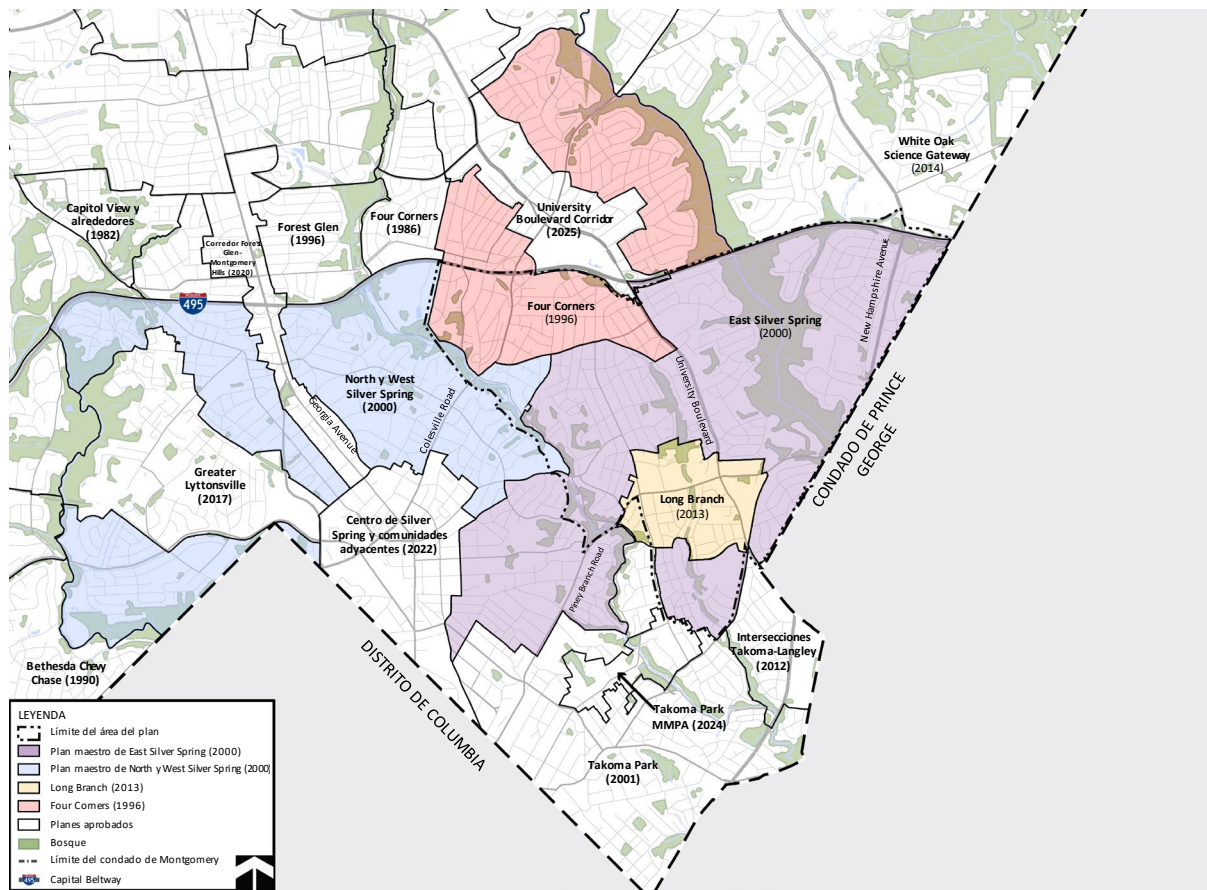 White Oak
Science Gateway
(2014)
Capitol View y
alrededores
(1982)
Forest Glen
(1996)
Four Corners
(1986)
University
Boulevard Corridor
(2025)
Corredor Forest
Glen-
Montgomery
Hills (2020)
495
Four Corners
(1996)
East Silver Spring
(2000)
New Hampshire Avenue
North y West
Silver Spring
(2000)
Georgia Avenue
Colesville Road
University Boulevard
CONDADO DE PRINCE
GEORGE
Greater
Lyttonsville
(2017)
Long Branch
(2013)
Centro de Silver
Spring y comunidades
adyacentes (2022)
Piney Branch Road
Intersecciones
Takoma-Langley
(2012)
Bethesda Chevy
Chase (1990)
DISTRITO DE COLUMBIA
Takoma Park
MMPA (2024)
Takoma Park
(2001)
LEYENDA
Límite del área del plan
Plan maestro de East Silver Spring (2000)
Plan maestro de North y West Silver Spring (2000)
Long Branch (2013)
Four Corners (1996)
Planes aprobados
Bosque
Límite del condado de Montgomery
495
Capital Beltway